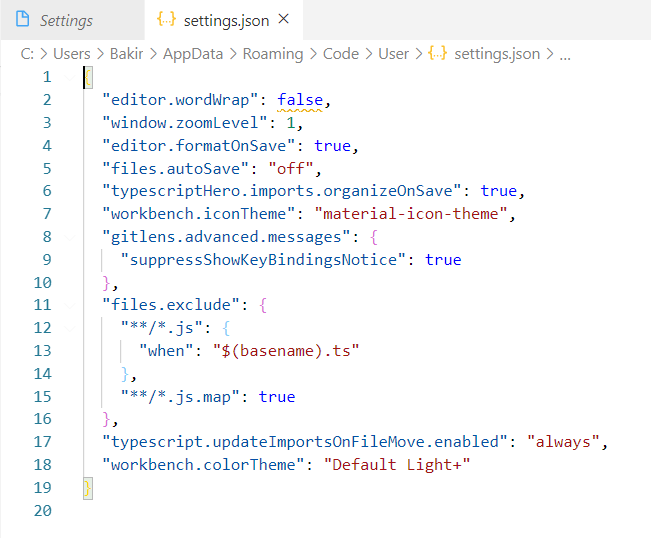 Settings {..} settings.json ×
C: > Users > Bakir > AppData > Roaming > Code > User > {..} settings.json > ...
1 {
2 "editor.wordWrap": false,
3 "window.zoomLevel": 1,
4 "editor.formatOnSave": true,
5 "files.autoSave": "off",
6 "typescriptHero.imports.organizeOnSave": true,
7 "workbench.iconTheme": "material-icon-theme",
8 "gitlens.advanced.messages": {
9 "suppressShowKeyBindingsNotice": true
10 },
11 "files.exclude": {
12 "**/*.js": {
13 "when": "$(basename).ts"
14 },
15 "**/*.js.map": true
16 },
17 "typescript.updateImportsOnFileMove.enabled": "always",
18 "workbench.colorTheme": "Default Light+"
19 }
20